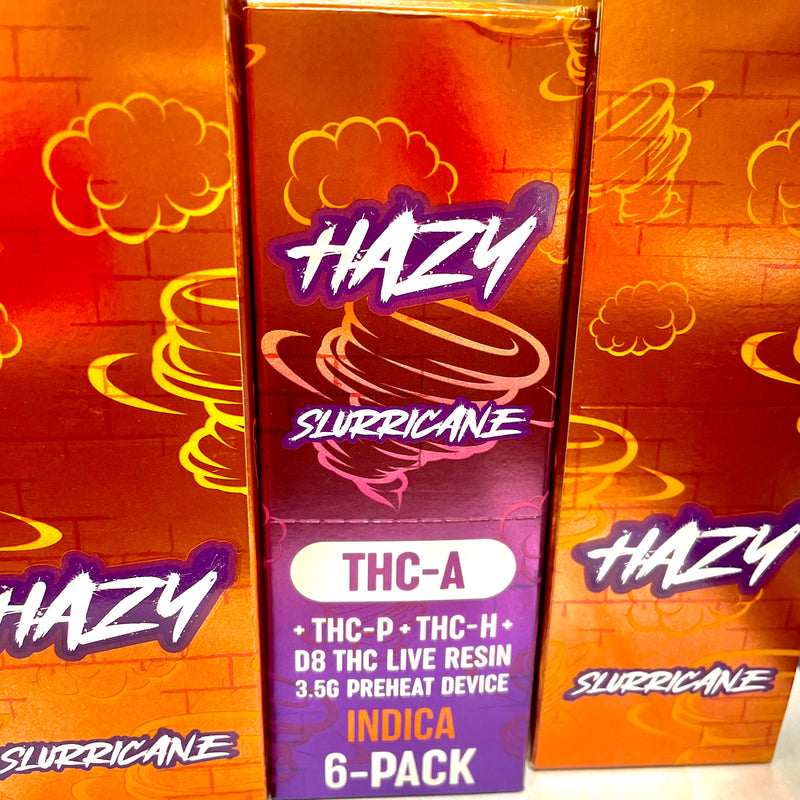 HAZY
SLURRICANE
THC-A
+ THC-P + THC-H +
D8 THC LIVE RESIN
3.5G PREHEAT DEVICE
INDICA
6-PACK
HAZY
SLURRICANE
HAZY
SLURRICANE